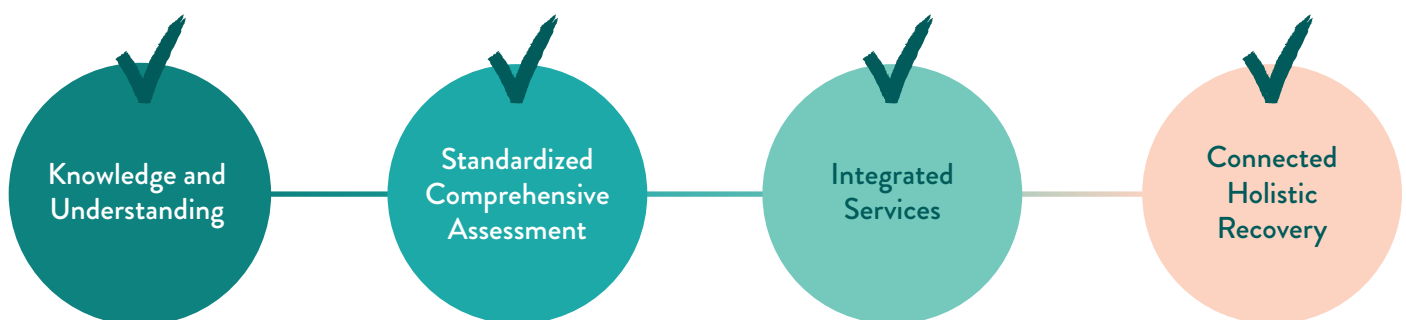 Knowledge and
Understanding
Standardized
Comprehensive
Assessment
Integrated
Services
Connected
Holistic
Recovery